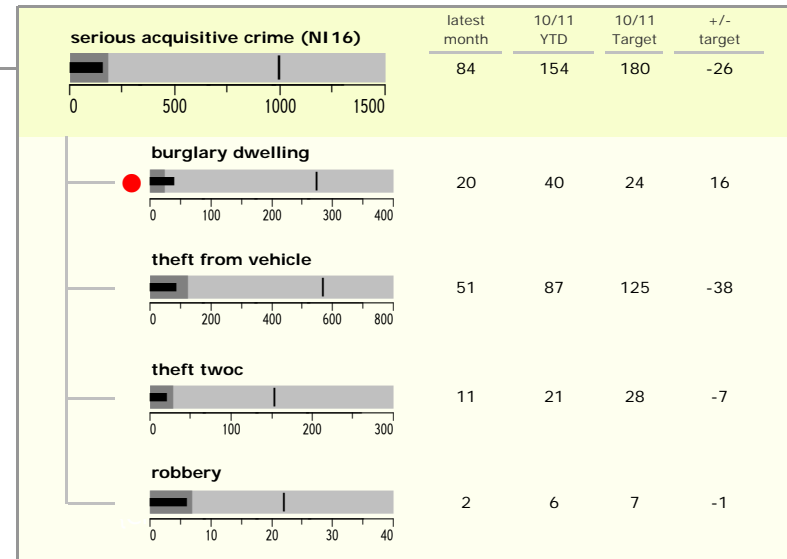 serious acquisitive crime (NI16)
latest month
10/11 YTD
10/11 Target
+/- target
84 154 180 -26
0 500 1000 1500
burglary dwelling
20 40 24 16
0 100 200 300 400
theft from vehicle
51 87 125 -38
0 200 400 600 800
theft twoc
11 21 28 -7
0 100 200 300
robbery
2 6 7 -1
0 10 20 30 40